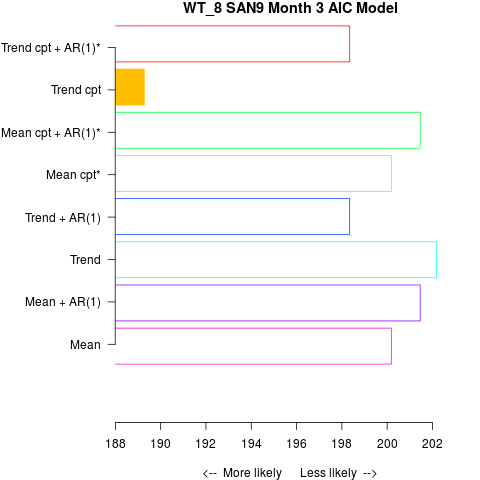 WT_8 SAN9 Month 3 AIC Model
Trend cpt + AR(1)*
Trend cpt
Mean cpt + AR(1)*
Mean cpt*
Trend + AR(1)
Trend
Mean + AR(1)
Mean
188 190 192 194 196 198 200 202
<-- More likely Less likely -->